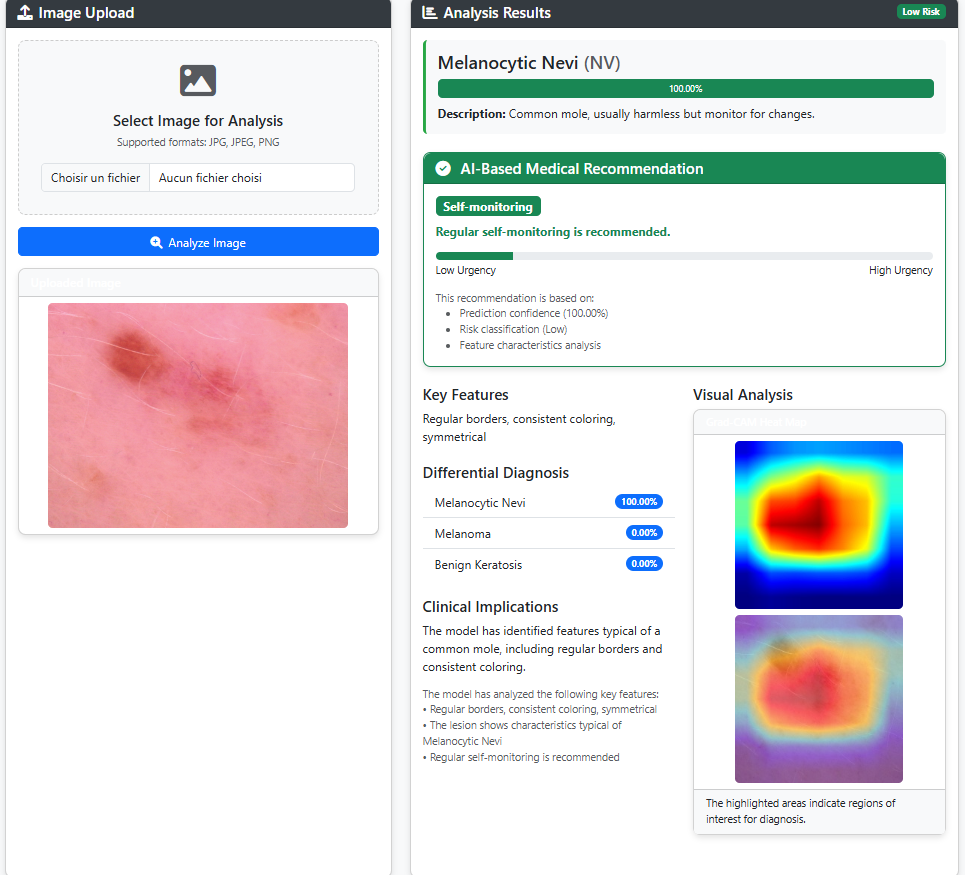 Image Upload
Select Image for Analysis
Supported formats: JPG, JPEG, PNG
Choisir un fichier
Aucun fichier choisi
Analyze Image
Uploaded Image
Analysis Results
Low Risk
Melanocytic Nevi (NV)
100.00%
Description: Common mole, usually harmless but monitor for changes.
AI-Based Medical Recommendation
Self-monitoring
Regular self-monitoring is recommended.
Low Urgency
High Urgency
This recommendation is based on:
• Prediction confidence (100.00%)
• Risk classification (Low)
• Feature characteristics analysis
Key Features
Regular borders, consistent coloring,
symmetrical
Differential Diagnosis
Melanocytic Nevi 100.00%
Melanoma 0.00%
Benign Keratosis 0.00%
Clinical Implications
The model has identified features typical of a
common mole, including regular borders and
consistent coloring.
The model has analyzed the following key features:
• Regular borders, consistent coloring, symmetrical
• The lesion shows characteristics typical of
Melanocytic Nevi
• Regular self-monitoring is recommended
Visual Analysis
Grad-CAM Heat Map
The highlighted areas indicate regions of
interest for diagnosis.